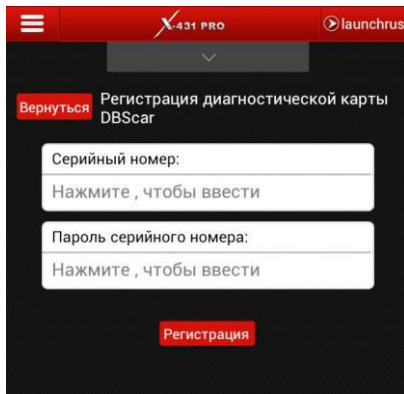 X-431 PRO
launchrus
Вернуться
Регистрация диагностической карты
DBScar
Серийный номер:
Нажмите , чтобы ввести
Пароль серийного номера:
Нажмите , чтобы ввести
Регистрация